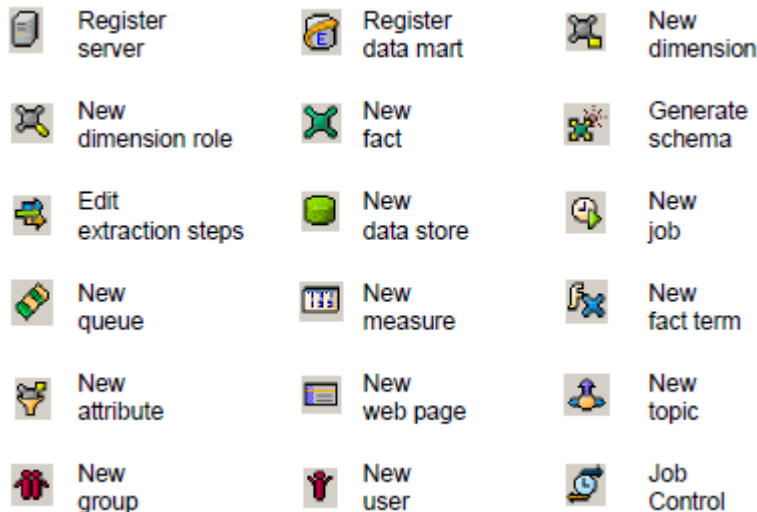 Register
server
Register
data mart
New
dimension
New
dimension role
New
fact
Generate
schema
Edit
extraction steps
New
data store
New
job
New
queue
New
measure
New
fact term
New
attribute
New
web page
New
topic
New
group
New
user
Job
Control